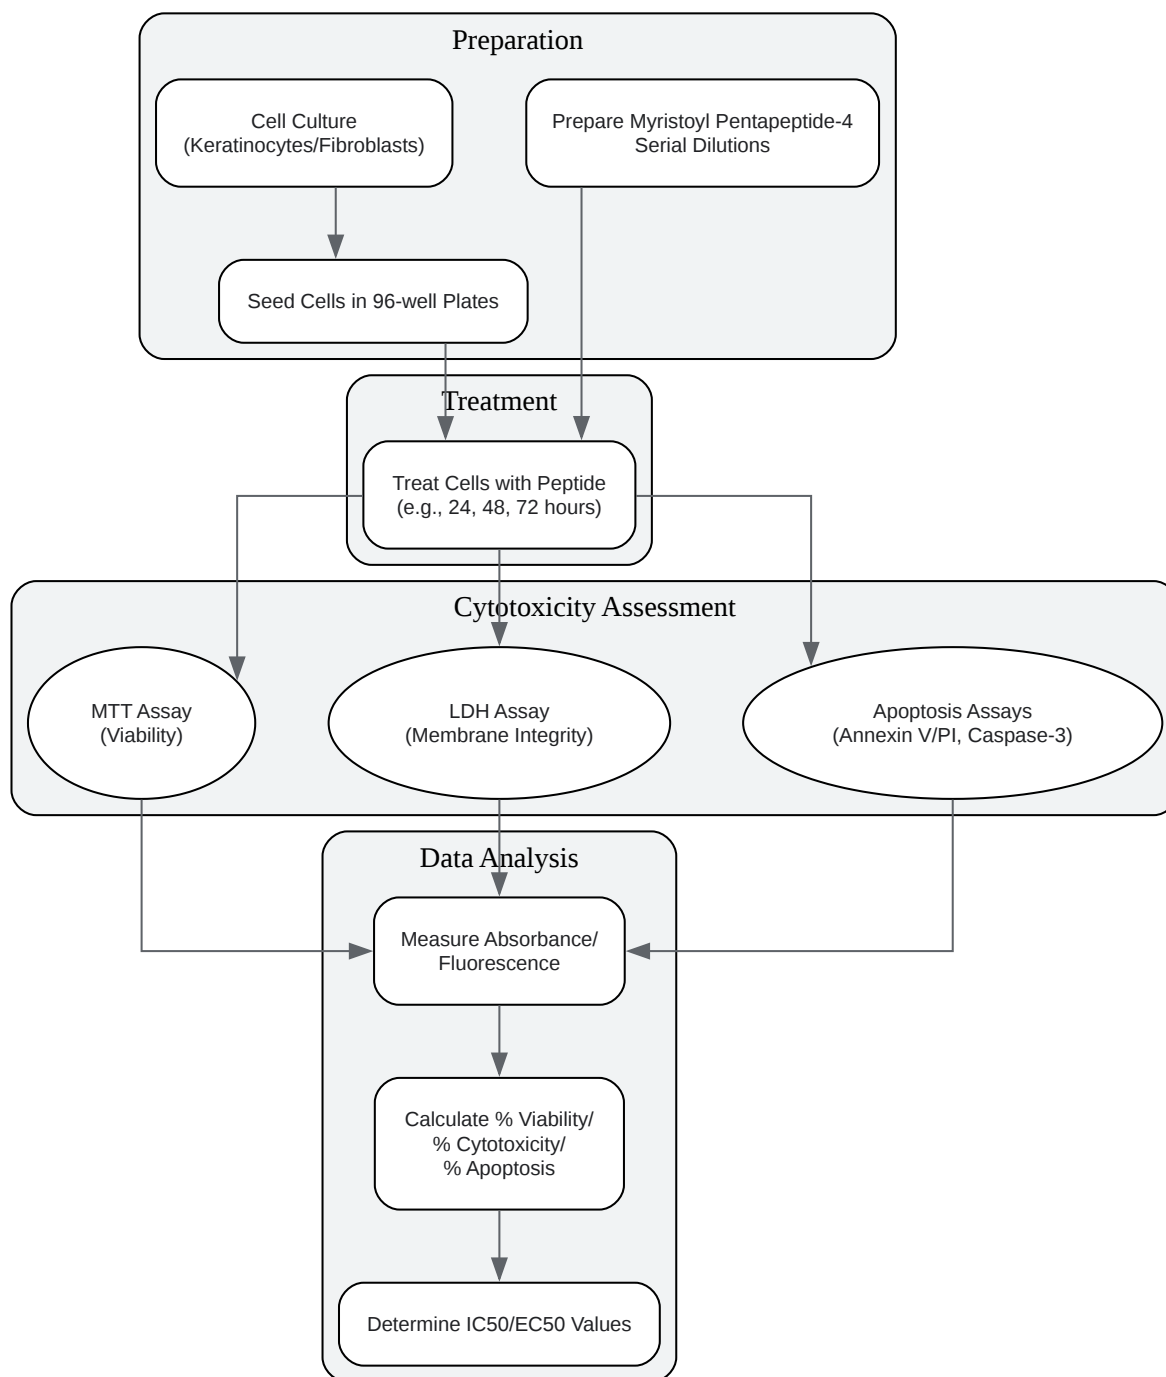 Preparation
Cell Culture
(Keratinocytes/Fibroblasts)
Prepare Myristoyl Pentapeptide-4
Serial Dilutions
Seed Cells in 96-well Plates
Treatment
Treat Cells with Peptide
(e.g., 24, 48, 72 hours)
Cytotoxicity Assessment
MTT Assay
(Viability)
LDH Assay
(Membrane Integrity)
Apoptosis Assays
(Annexin V/PI, Caspase-3)
Data Analysis
Measure Absorbance/
Fluorescence
Calculate % Viability/
% Cytotoxicity/
% Apoptosis
Determine IC50/EC50 Values